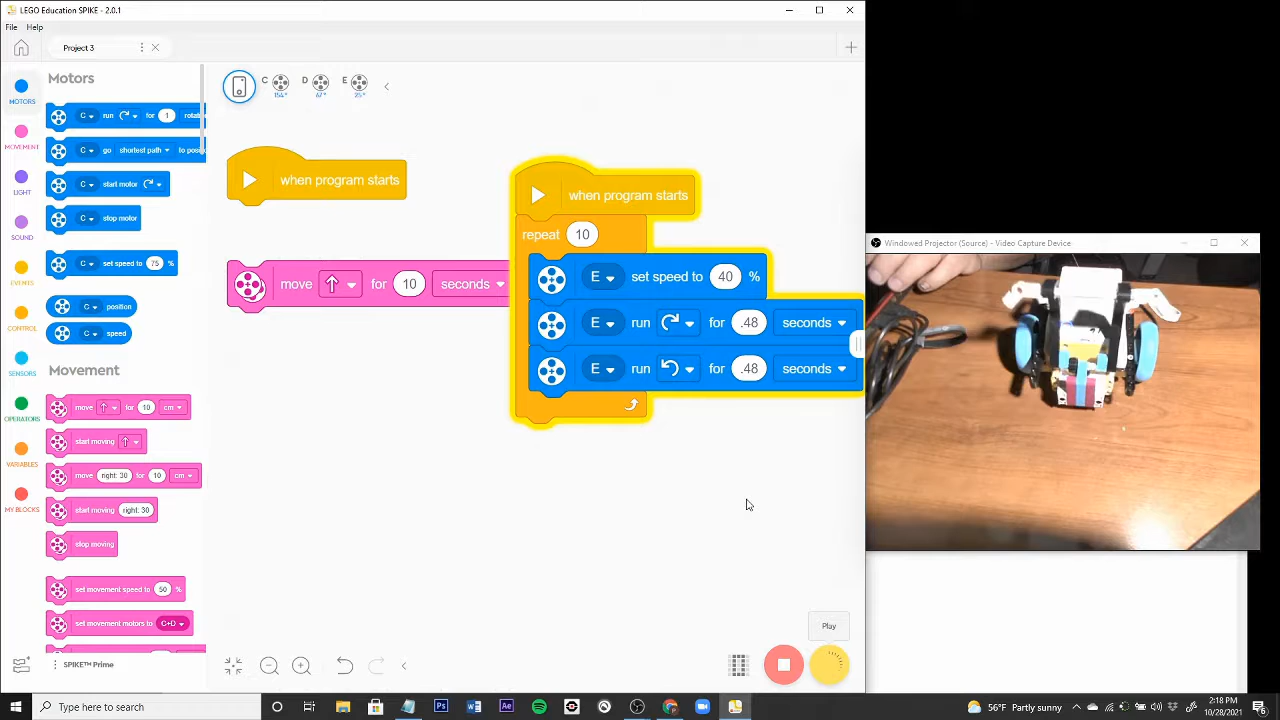 LEGO Education SPIKE - 2.0.1
File Help
Project 3
MOTORS
MOVEMENT
LIGHT
SOUND
EVENTS
CONTROL
SENSORS
OPERATORS
VARIABLES
MY BLOCKS
Motors
C run for 1
C go shortest path
C start motor
C stop motor
C set speed to 75 %
C position
C speed
Movement
move for 10 cm
start moving
move right: 30 for 10 cm
start moving right: 30
stop moving
set movement speed to 50 %
set movement motors to C+D
SPIKE™ Prime
C D E
154° 67° 25°
when program starts
move for 10 seconds
when program starts
repeat 10
E set speed to 40 %
E run for .48 seconds
E run for .48 seconds
Play
Windowed Projector (Source) - Video Capture Device
Type here to search
56°F Partly sunny
2:18 PM
10/28/2021